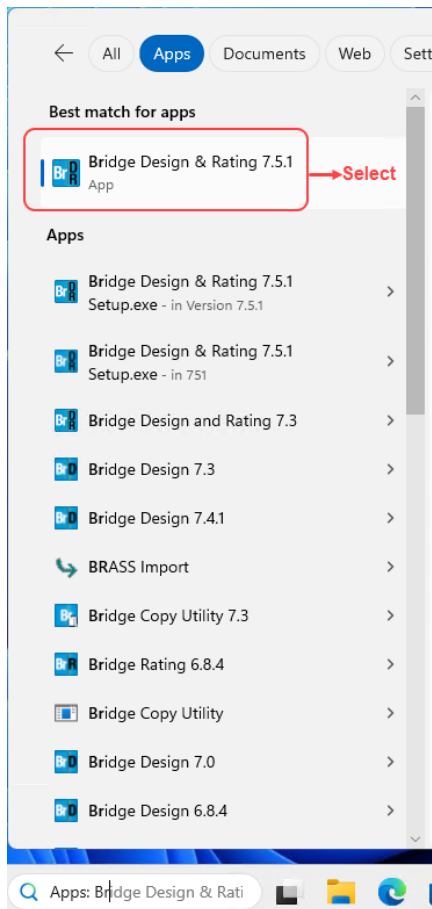 All Apps Documents Web Sett
Best match for apps
Bridge Design & Rating 7.5.1
App
Select
Apps
Bridge Design & Rating 7.5.1
Setup.exe - in Version 7.5.1
Bridge Design & Rating 7.5.1
Setup.exe - in 751
Bridge Design and Rating 7.3
Bridge Design 7.3
Bridge Design 7.4.1
BRASS Import
Bridge Copy Utility 7.3
Bridge Rating 6.8.4
Bridge Copy Utility
Bridge Design 7.0
Bridge Design 6.8.4
Apps: Bridge Design & Rati